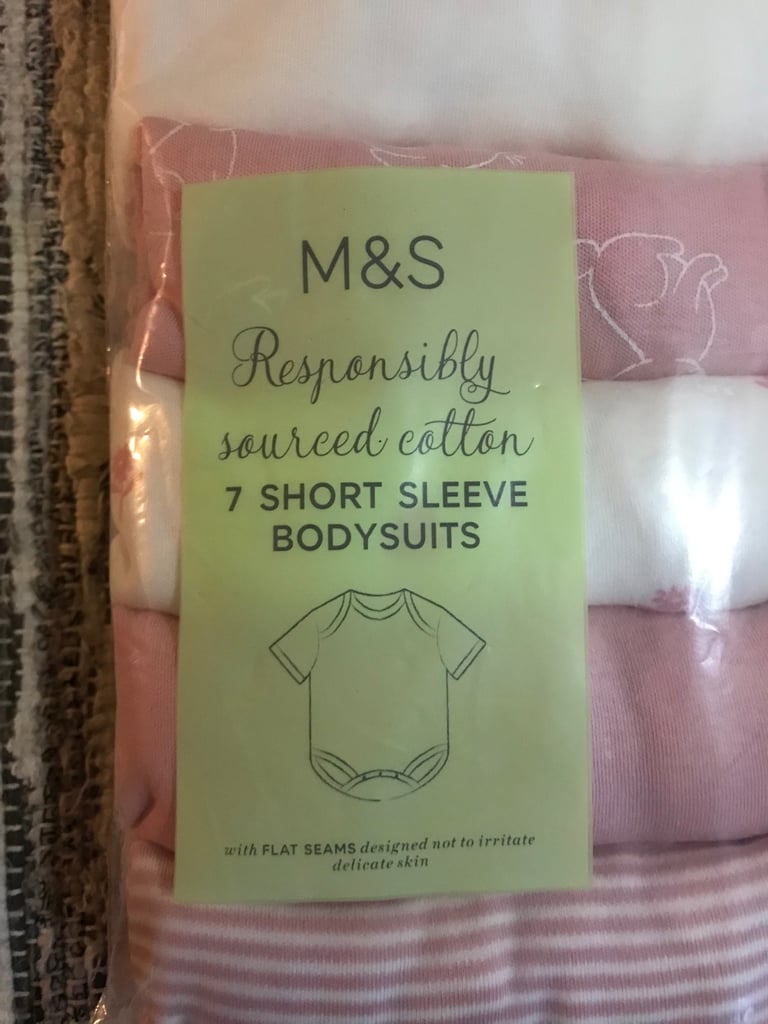 M&S
Responsibly
sourced cotton
7 SHORT SLEEVE
BODYSUITS
with FLAT SEAMS designed not to irritate
delicate skin